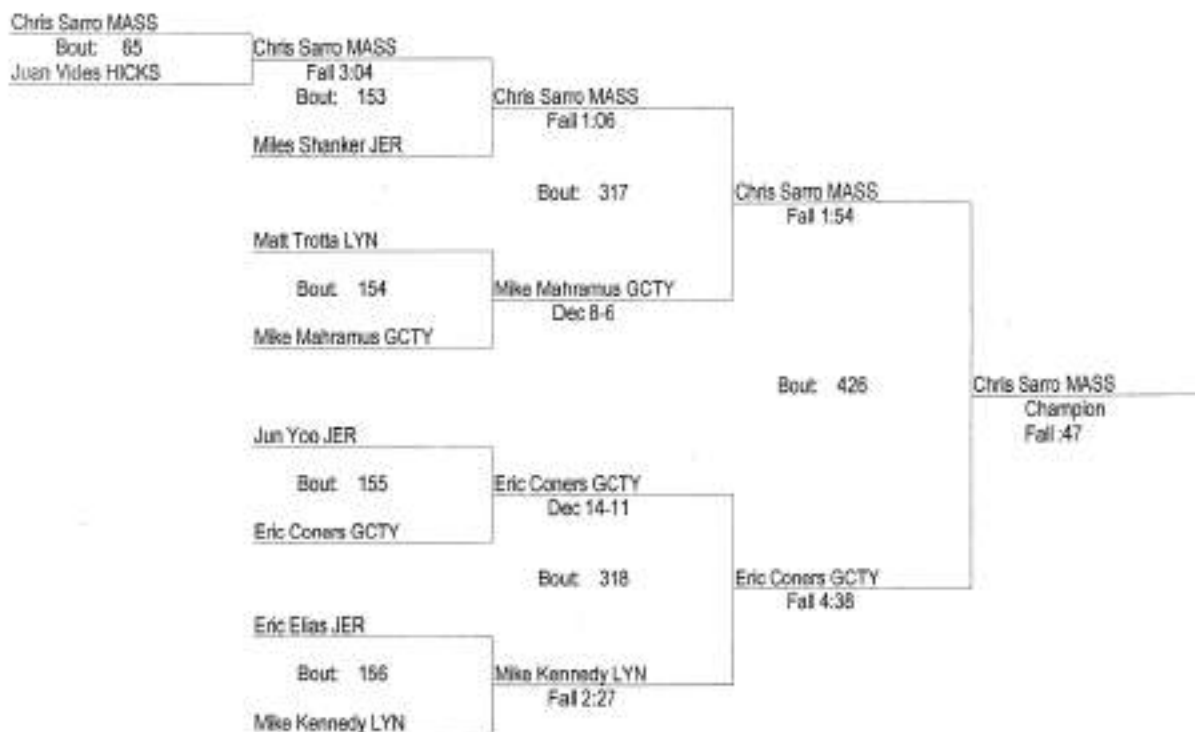 Chris Sarro MASS
Bout: 65
Juan Vides HICKS
Chris Sarro MASS
Fall 3:04
Bout: 153
Miles Shanker JER
Chris Sarro MASS
Fall 1:06
Bout: 317
Matt Trotta LYN
Bout: 154
Mike Mahramus GCTY
Mike Mahramus GCTY
Dec 8-6
Chris Sarro MASS
Fall 1:54
Bout: 426
Chris Sarro MASS
Champion
Fall :47
Jun Yoo JER
Bout: 155
Eric Coners GCTY
Eric Coners GCTY
Dec 14-11
Bout: 318
Eric Coners GCTY
Fall 4:38
Eric Elias JER
Bout: 156
Mike Kennedy LYN
Mike Kennedy LYN
Fall 2:27